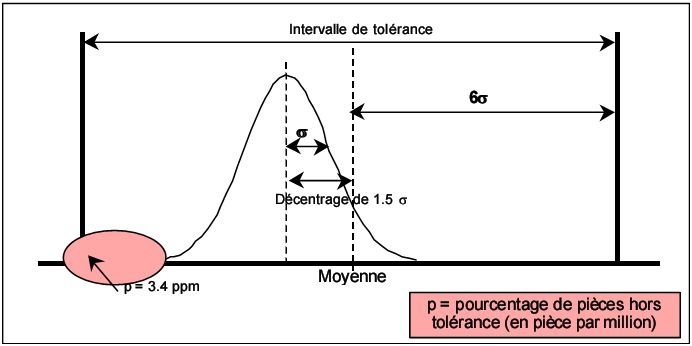 Intervalle de tolérance
6σ
σ
Décentrage de 1.5 σ
Moyenne
p = 3.4 ppm
p = pourcentage de pièces hors
tolérance (en pièce par million)